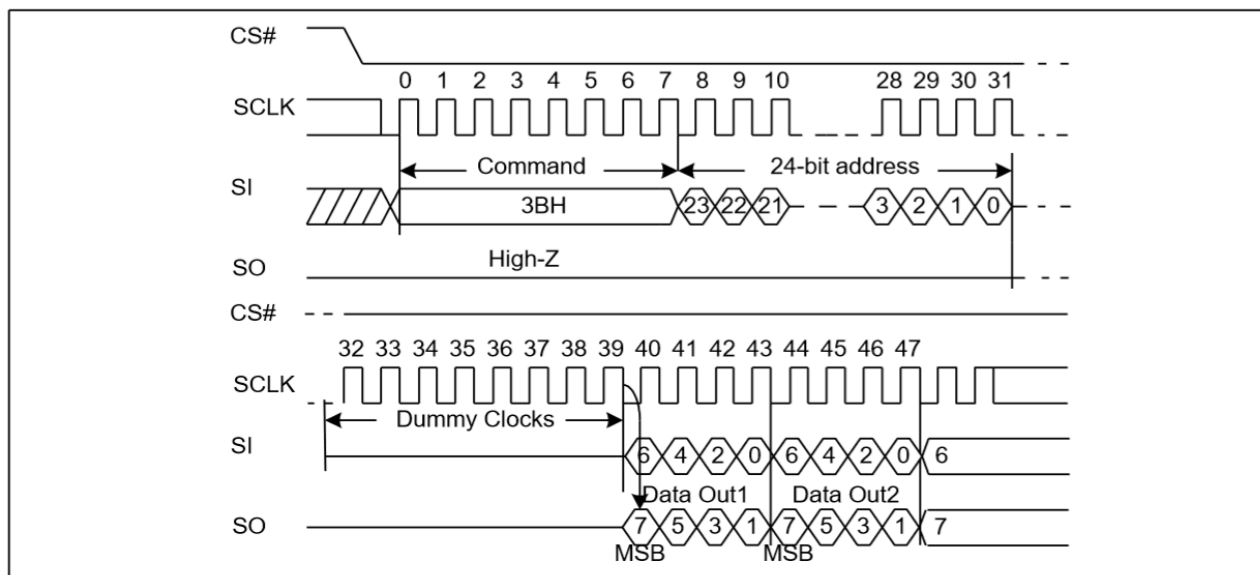 CS#
0 1 2 3 4 5 6 7 8 9 10 28 29 30 31
SCLK
Command 24-bit address
SI
3BH 23 22 21 3 2 1 0
High-Z
SO
CS#
32 33 34 35 36 37 38 39 40 41 42 43 44 45 46 47
SCLK
Dummy Clocks
SI
6 4 2 0 6 4 2 0 6
Data Out1 Data Out2
SO
7 5 3 1 7 5 3 1 7
MSB MSB